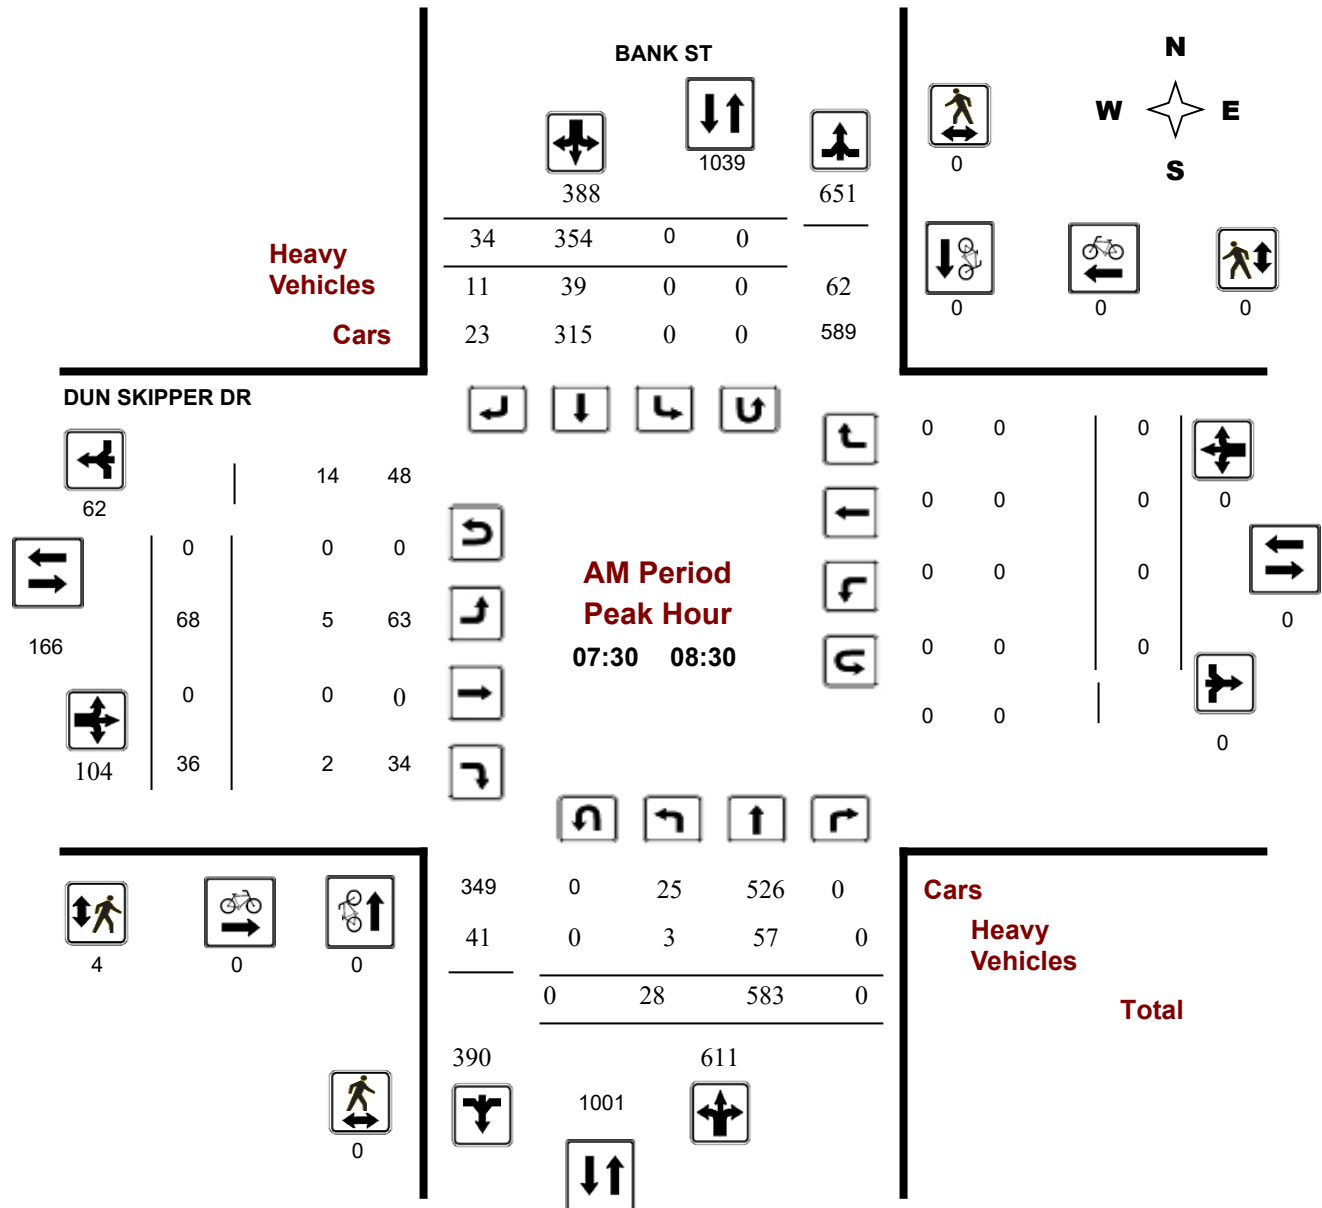 BANK ST
N
W E
S
1039
0
388 651
34 354 0 0
Heavy
Vehicles
11 39 0 0 62
0 0 0
Cars
23 315 0 0 589
DUN SKIPPER DR
0 0 0
14 48
62
0 0 0 0
0 0 0
AM Period
0 0 0
Peak Hour
68 5 63
0
166
07:30 08:30
0 0 0
0 0 0
0 0
0
104
36 2 34
349 0 25 526 0
Cars
41 0 3 57 0
Heavy
Vehicles
4 0 0
0 28 583 0
Total
390 611
1001
0